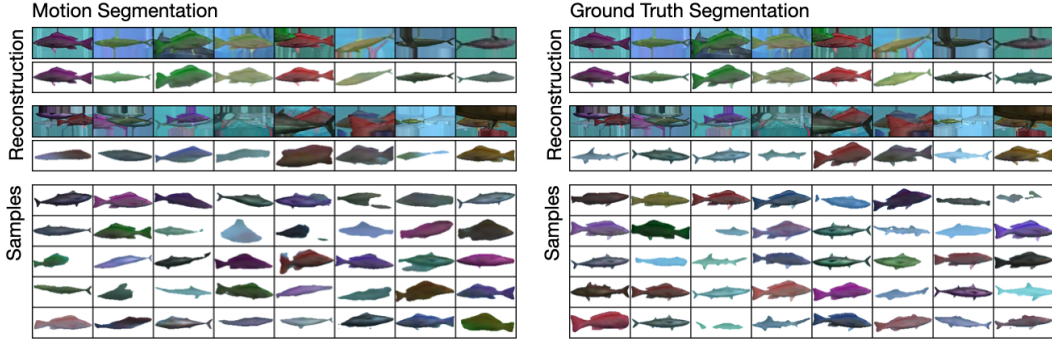 Motion Segmentation
Reconstruction
Reconstruction
Samples
Ground Truth Segmentation
Reconstruction
Reconstruction
Samples